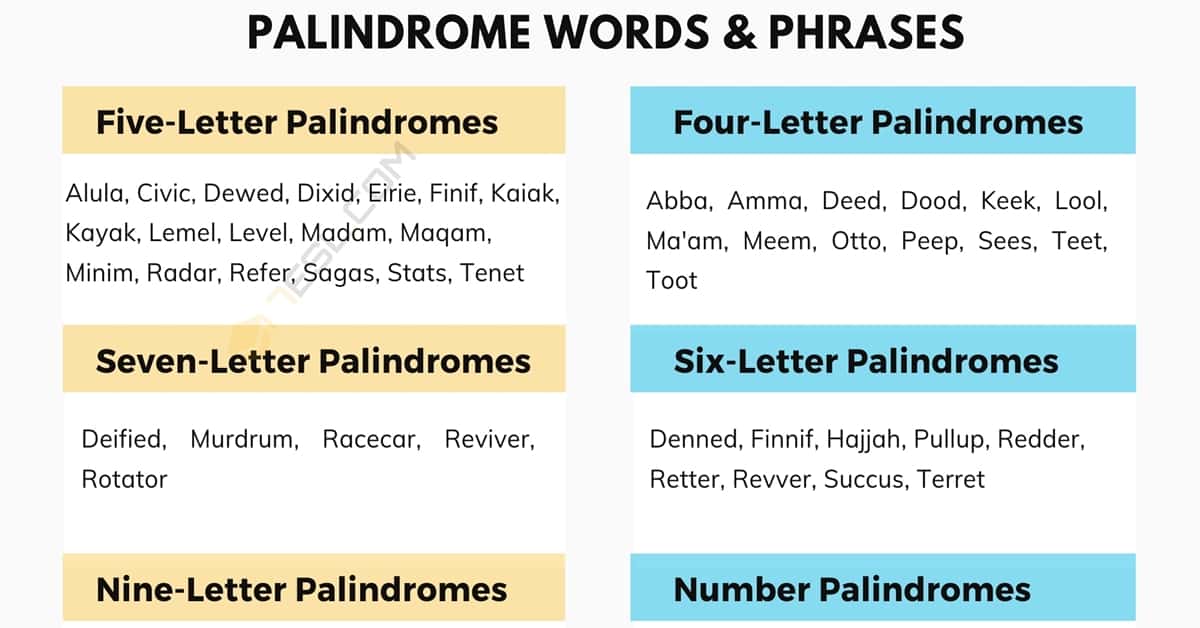 PALINDROME WORDS & PHRASES
Five-Letter Palindromes
Alula, Civic, Dewed, Dixid, Eirie, Finif, Kaiak,
Kayak, Lemel, Level, Madam, Maqam,
Minim, Radar, Refer, Sagas, Stats, Tenet
Four-Letter Palindromes
Abba, Amma, Deed, Dood, Keek, Lool,
Ma'am, Meem, Otto, Peep, Sees, Teet,
Toot
Seven-Letter Palindromes
Deified, Murdrum, Racecar, Reviver,
Rotator
Six-Letter Palindromes
Denned, Finnif, Hajjah, Pullup, Redder,
Retter, Revver, Succus, Terret
Nine-Letter Palindromes
Number Palindromes
7ESL.COM